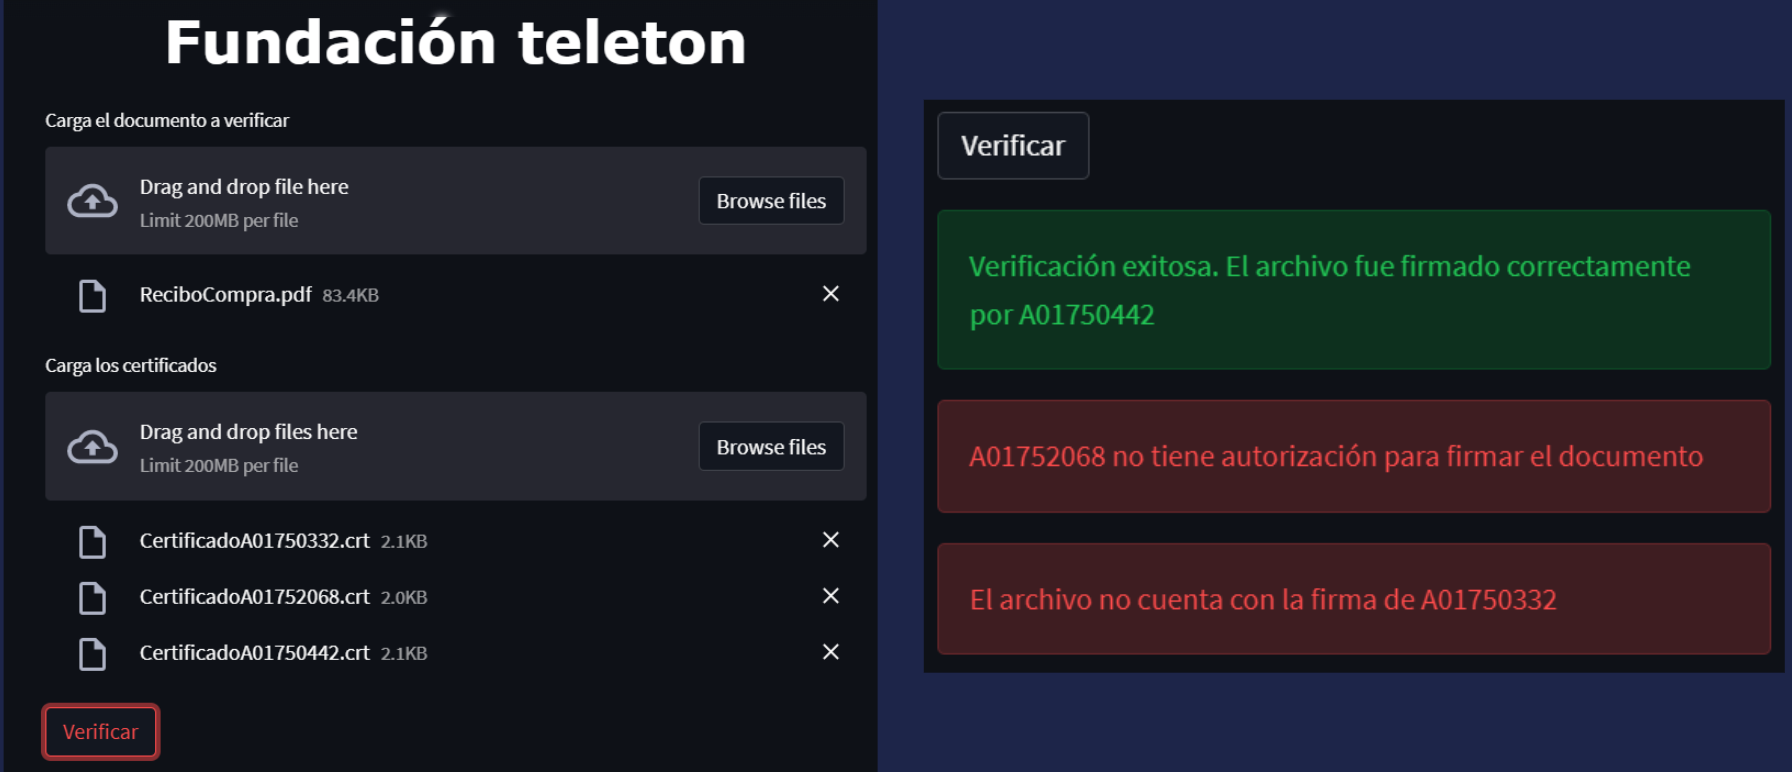 Fundación teleton
Carga el documento a verificar
Drag and drop file here
Limit 200MB per file
Browse files
ReciboCompra.pdf 83.4KB
Carga los certificados
Drag and drop files here
Limit 200MB per file
Browse files
CertificadoA01750332.crt 2.1KB
CertificadoA01752068.crt 2.0KB
CertificadoA01750442.crt 2.1KB
Verificar
Verificar
Verificación exitosa. El archivo fue firmado correctamente
por A01750442
A01752068 no tiene autorización para firmar el documento
El archivo no cuenta con la firma de A01750332